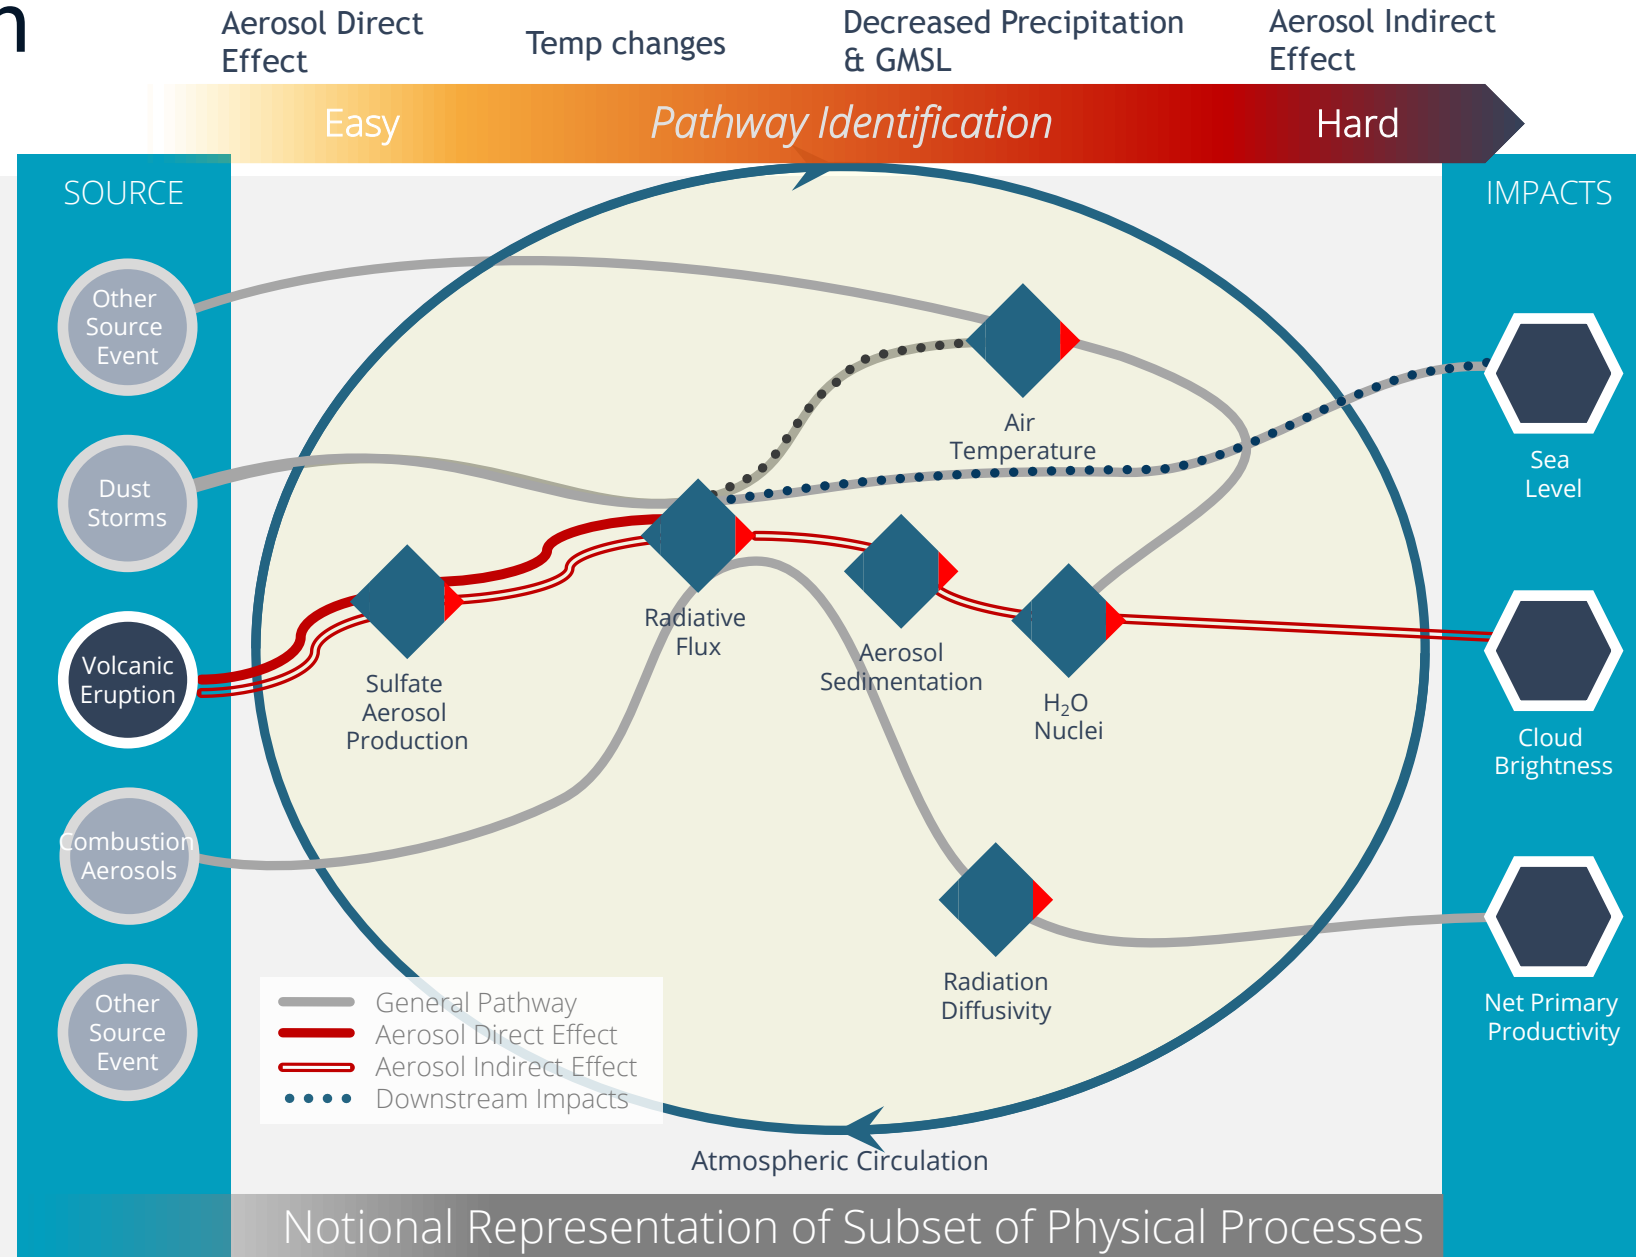 n
Aerosol Direct
Effect
Temp changes
Decreased Precipitation
& GMSL
Aerosol Indirect
Effect
Easy
Pathway Identification
Hard
SOURCE
IMPACTS
Other
Source
Event
Dust
Storms
Volcanic
Eruption
Combustion
Aerosols
Other
Source
Event
Air
Temperature
Radiative
Flux
Sulfate
Aerosol
Production
Aerosol
Sedimentation
H₂O
Nuclei
Radiation
Diffusivity
Sea
Level
Cloud
Brightness
Net Primary
Productivity
General Pathway
Aerosol Direct Effect
Aerosol Indirect Effect
Downstream Impacts
Atmospheric Circulation
Notional Representation of Subset of Physical Processes